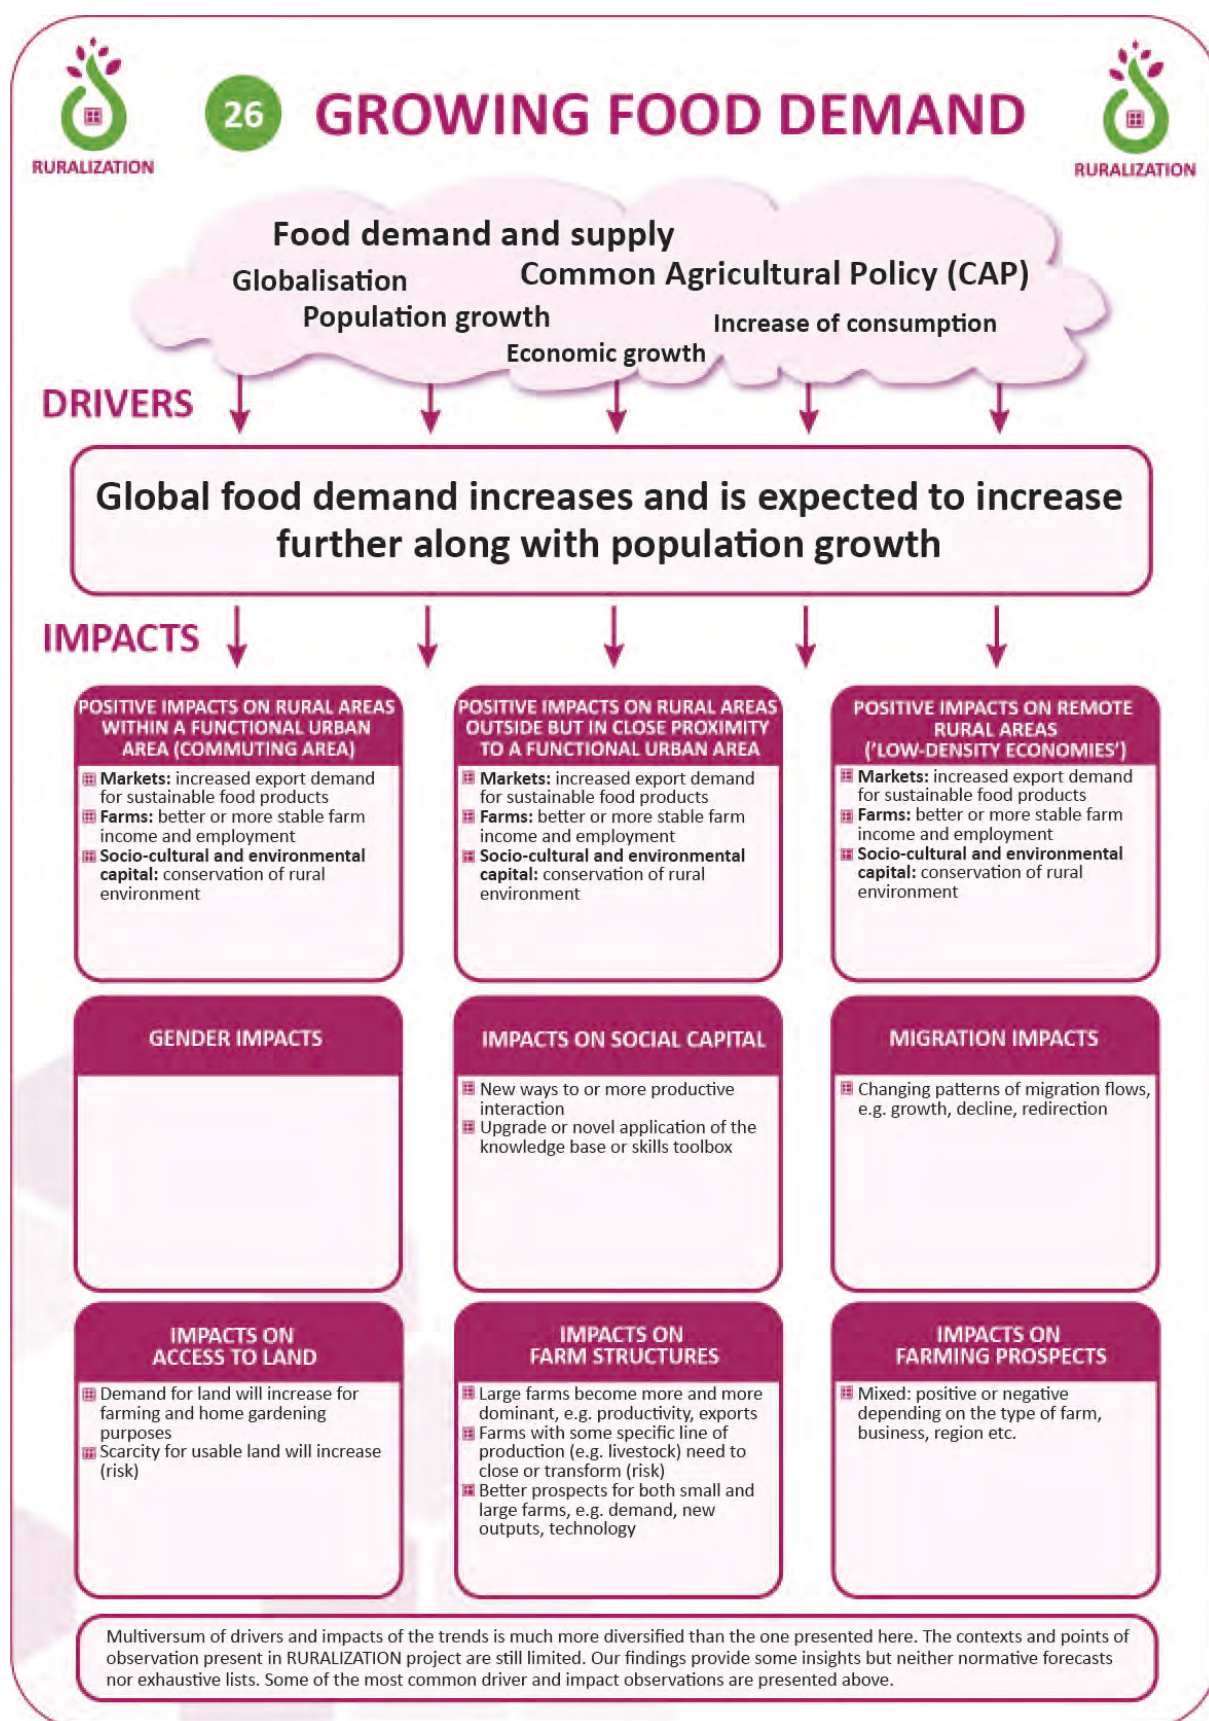 26 GROWING FOOD DEMAND
RURALIZATION
RURALIZATION
Food demand and supply
Globalisation
Common Agricultural Policy (CAP)
Population growth
Increase of consumption
Economic growth
DRIVERS
Global food demand increases and is expected to increase
further along with population growth
IMPACTS
POSITIVE IMPACTS ON RURAL AREAS
WITHIN A FUNCTIONAL URBAN
AREA (COMMUTING AREA)
Markets: increased export demand
for sustainable food products
Farms: better or more stable farm
income and employment
Socio-cultural and environmental
capital: conservation of rural
environment
POSITIVE IMPACTS ON RURAL AREAS
OUTSIDE BUT IN CLOSE PROXIMITY
TO A FUNCTIONAL URBAN AREA
Markets: increased export demand
for sustainable food products
Farms: better or more stable farm
income and employment
Socio-cultural and environmental
capital: conservation of rural
environment
POSITIVE IMPACTS ON REMOTE
RURAL AREAS
('LOW-DENSITY ECONOMIES')
Markets: increased export demand
for sustainable food products
Farms: better or more stable farm
income and employment
Socio-cultural and environmental
capital: conservation of rural
environment
GENDER IMPACTS
IMPACTS ON SOCIAL CAPITAL
New ways to or more productive
interaction
Upgrade or novel application of the
knowledge base or skills toolbox
MIGRATION IMPACTS
Changing patterns of migration flows,
e.g. growth, decline, redirection
IMPACTS ON
ACCESS TO LAND
Demand for land will increase for
farming and home gardening
purposes
Scarcity for usable land will increase
(risk)
IMPACTS ON
FARM STRUCTURES
Large farms become more and more
dominant, e.g. productivity, exports
Farms with some specific line of
production (e.g. livestock) need to
close or transform (risk)
Better prospects for both small and
large farms, e.g. demand, new
outputs, technology
IMPACTS ON
FARMING PROSPECTS
Mixed: positive or negative
depending on the type of farm,
business, region etc.
Multiversum of drivers and impacts of the trends is much more diversified than the one presented here. The contexts and points of
observation present in RURALIZATION project are still limited. Our findings provide some insights but neither normative forecasts
nor exhaustive lists. Some of the most common driver and impact observations are presented above.